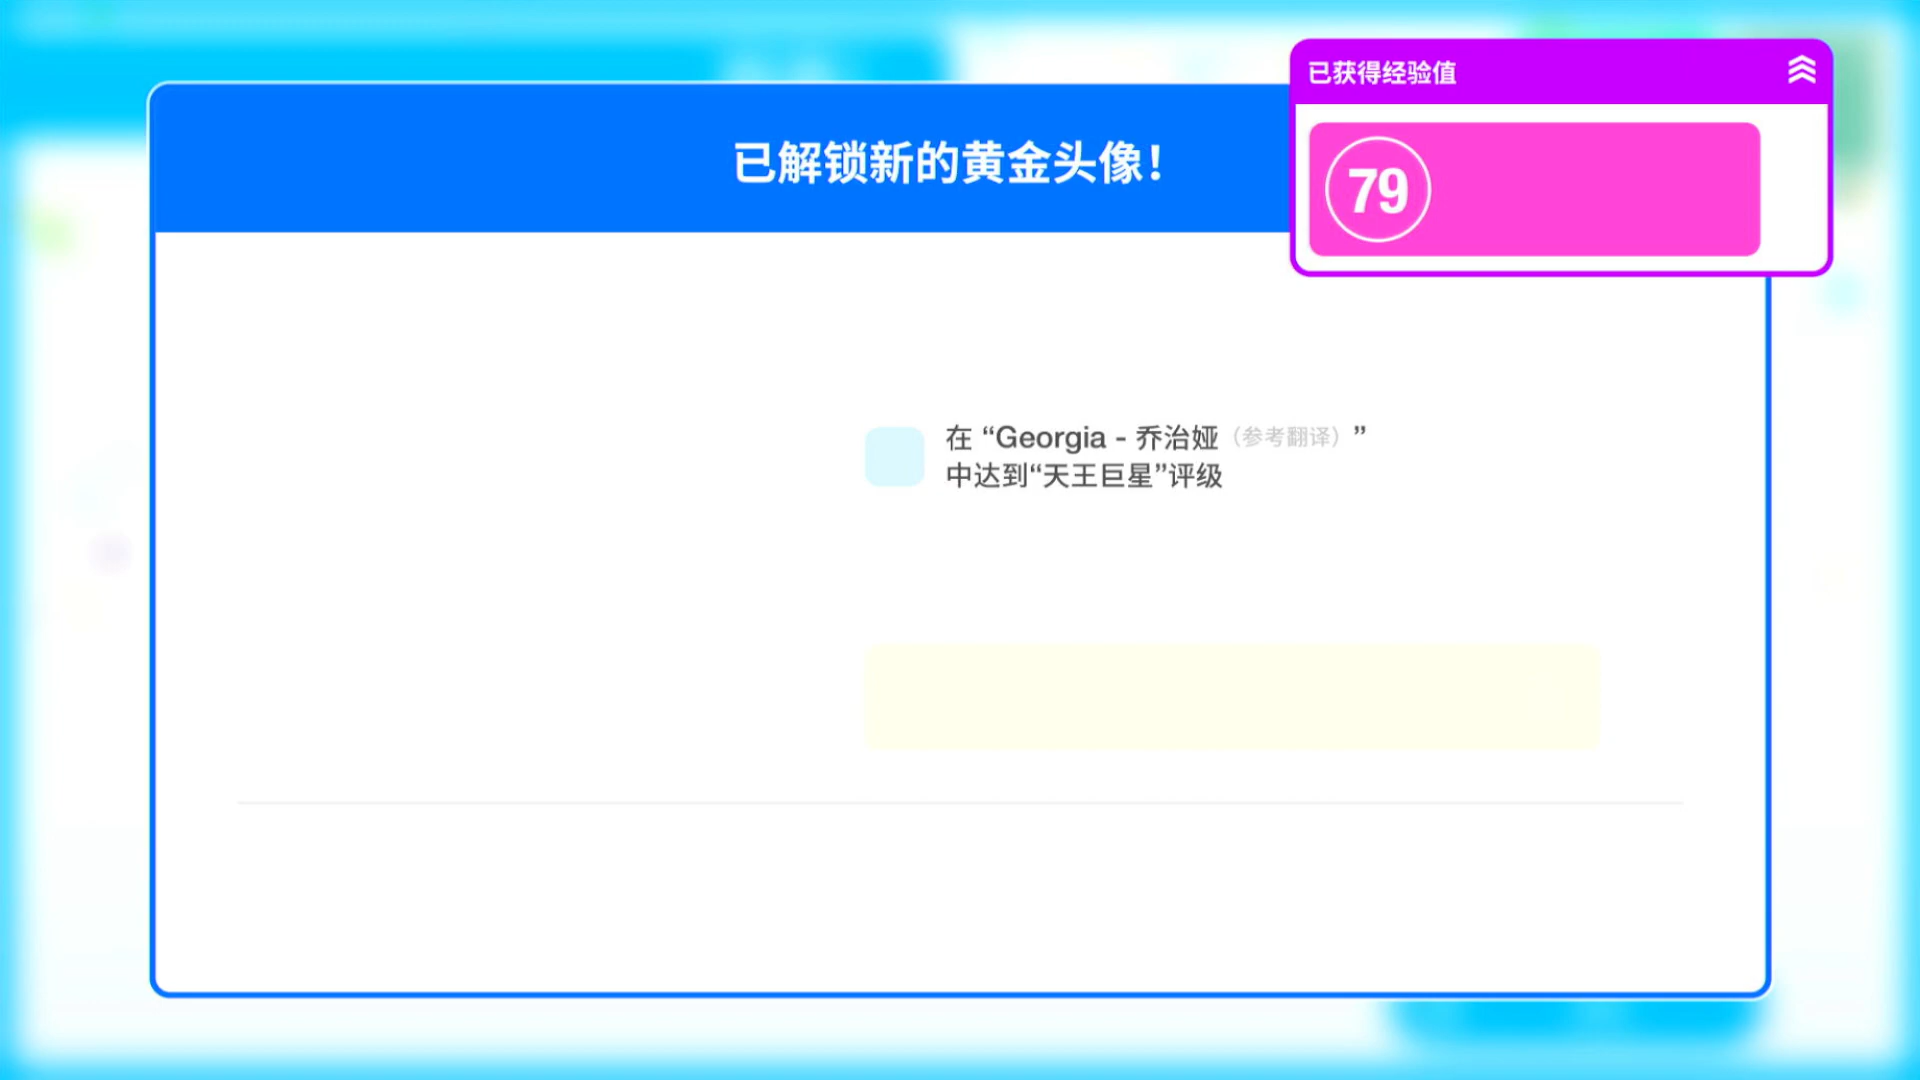 已获得经验值
79
已解锁新的黄金头像！
在 “Georgia - 乔治娅（参考翻译）”
中达到“天王巨星”评级